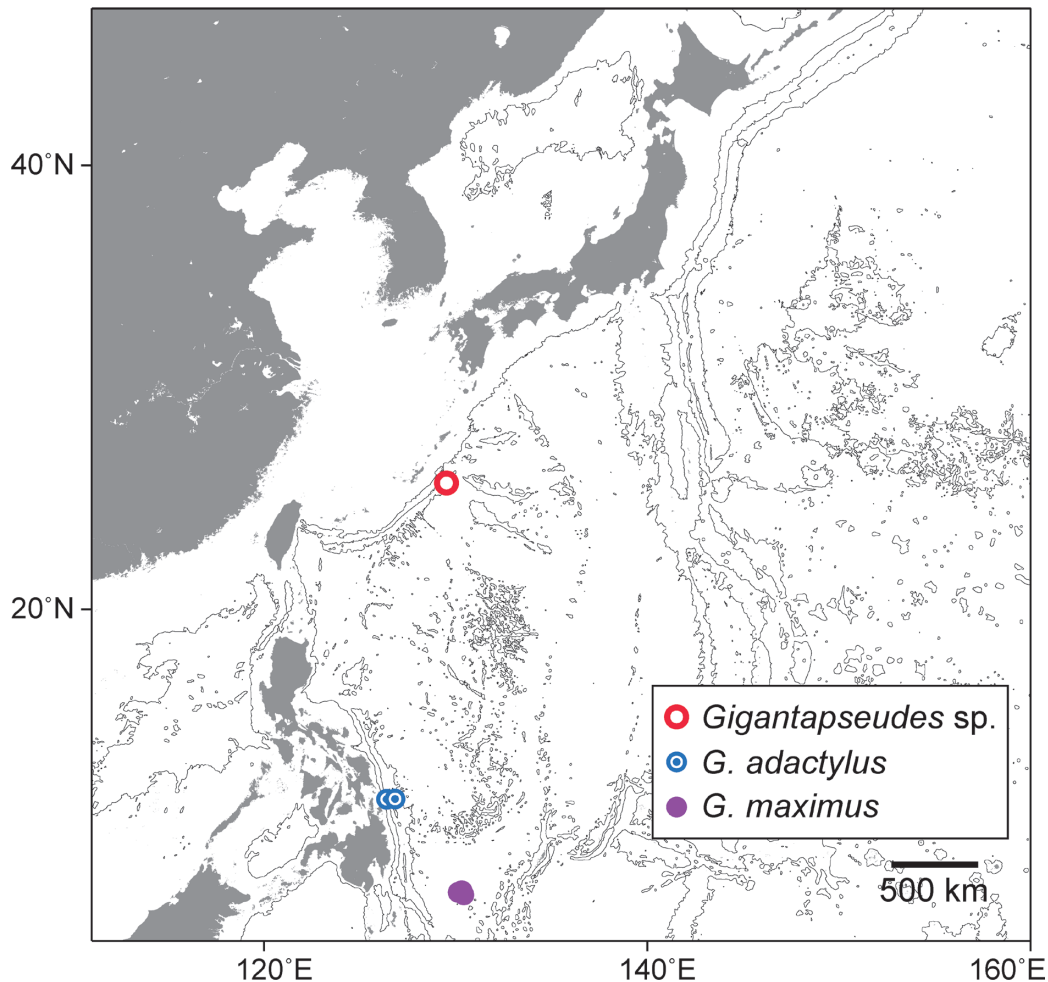 40°N
20°N
Gigantapseudes sp.
G. adactylus
G. maximus
500 km
120°E
140°E
160°E